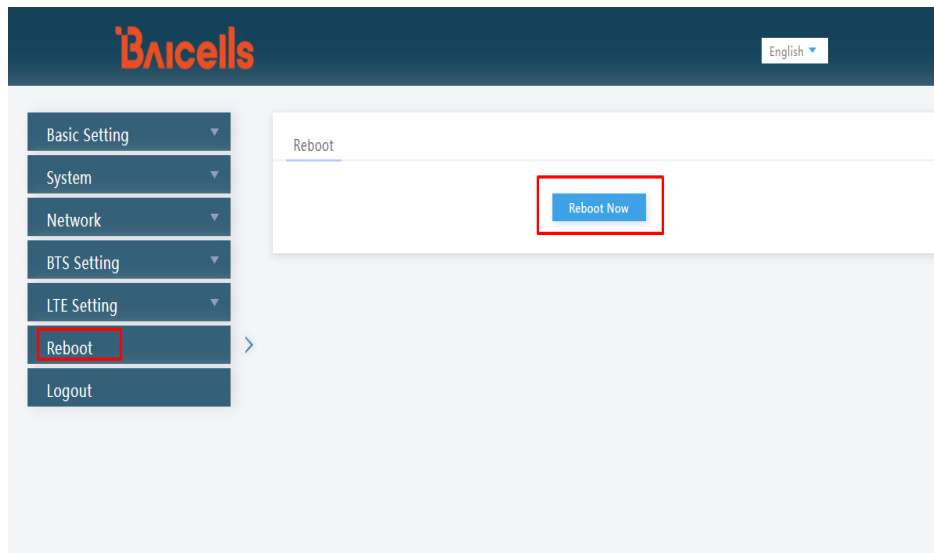 Baicells
English
Basic Setting
System
Network
BTS Setting
LTE Setting
Reboot
Logout
Reboot
Reboot Now